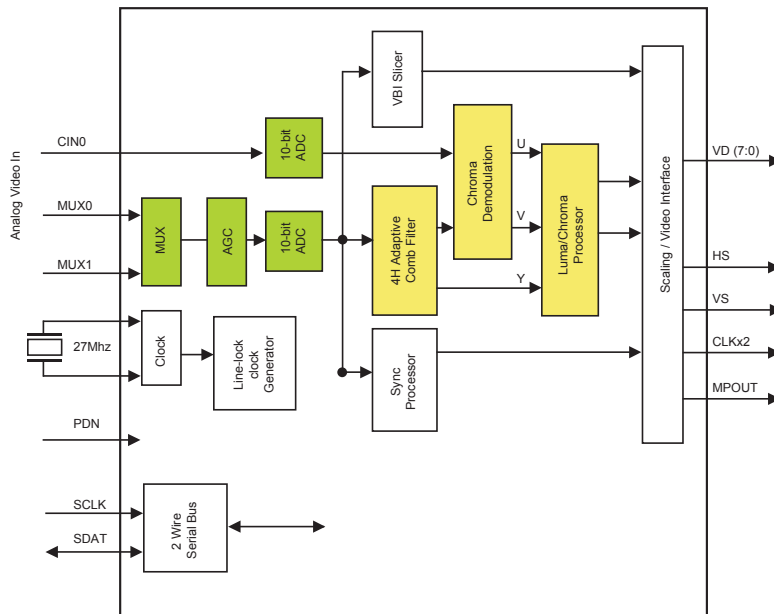 Analog Video In
CIN0
MUX0
MUX1
27Mhz
PDN
SCLK
SDAT
MUX
AGC
10-bit
ADC
10-bit
ADC
Clock
Line-lock
clock
Generator
2 Wire
Serial Bus
VBI Slicer
4H Adaptive
Comb Filter
Sync
Processor
Chroma
Demodulation
U
V
Y
Luma/Chroma
Processor
Scaling / Video Interface
VD (7:0)
HS
VS
CLKx2
MPOUT